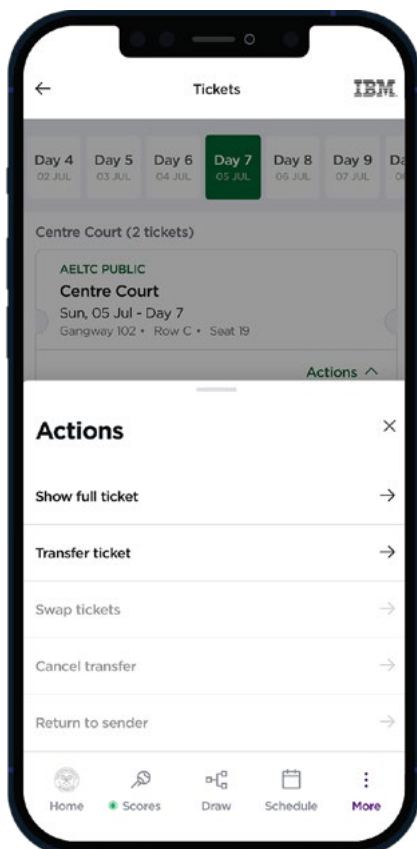 Tickets
IBM
Day 4 Day 5 Day 6 Day 7 Day 8 Day 9 Da
02 JUL 03 JUL 04 JUL 05 JUL 06 JUL 07 JUL
Centre Court (2 tickets)
AELTC PUBLIC
Centre Court
Sun, 05 Jul - Day 7
Gangway 102 • Row C • Seat 19
Actions
Actions
Show full ticket
Transfer ticket
Swap tickets
Cancel transfer
Return to sender
Home Scores Draw Schedule More